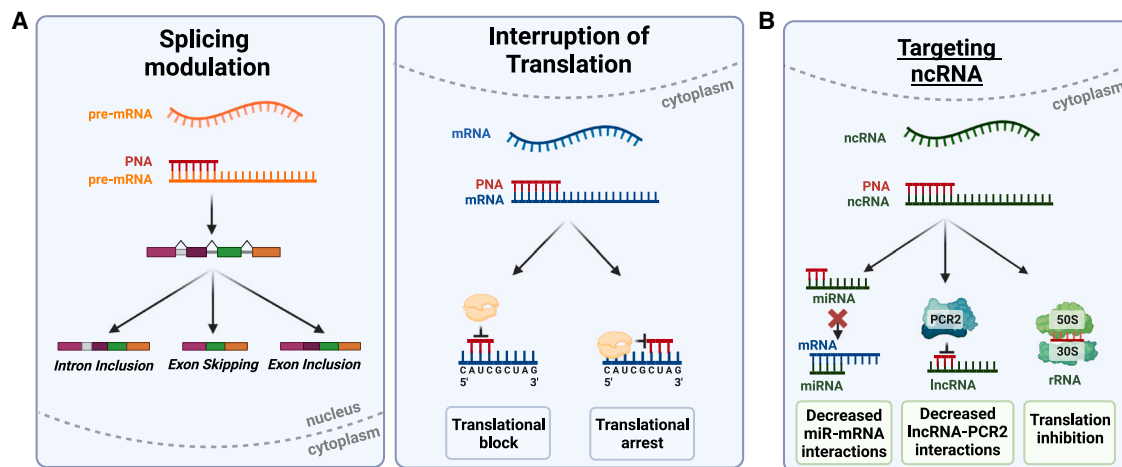 A
Splicing
modulation
pre-mRNA
PNA
pre-mRNA
Intron Inclusion
Exon Skipping
Exon Inclusion
nucleus
cytoplasm
Interruption of
Translation
cytoplasm
mRNA
PNA
mRNA
CAUCGCUAG
5' 3'
Translational
block
CAUCGCUAG
5' 3'
Translational
arrest
B
Targeting
ncRNA
cytoplasm
ncRNA
PNA
ncRNA
miRNA
mRNA
miRNA
Decreased
miR-mRNA
interactions
PCR2
lncRNA
Decreased
lncRNA-PCR2
interactions
50S
30S
rRNA
Translation
inhibition